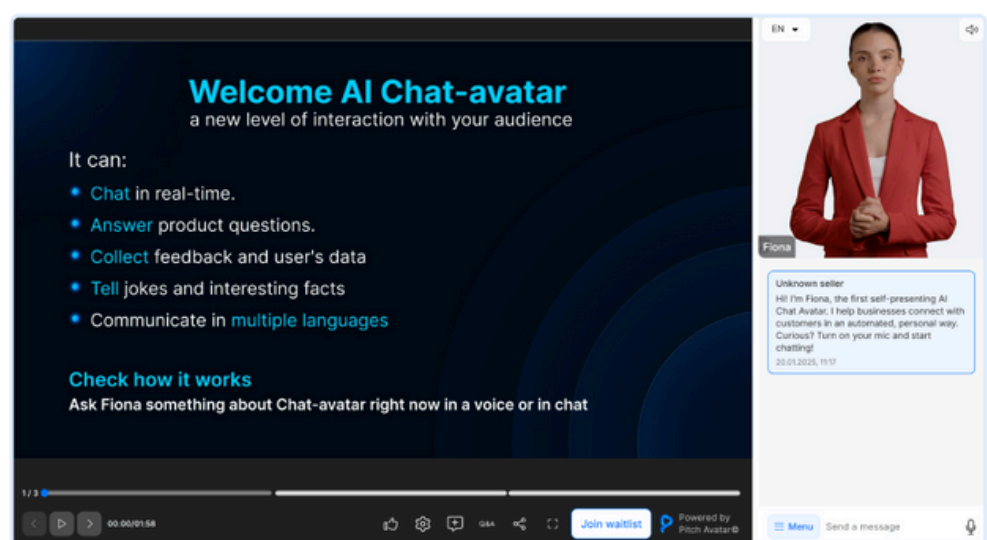 Welcome AI Chat-avatar
a new level of interaction with your audience
It can:
Chat in real-time.
Answer product questions.
Collect feedback and user's data
Tell jokes and interesting facts
Communicate in multiple languages
Check how it works
Ask Fiona something about Chat-avatar right now in a voice or in chat
1 / 3
00:00/01:58
Q&A
Join waitlist
Powered by
Pitch Avatar©
EN
Fiona
Unknown seller
Hi! I'm Fiona, the first self-presenting AI
Chat Avatar. I help businesses connect with
customers in an automated, personal way.
Curious? Turn on your mic and start
chatting!
20.01.2025, 11:17
Menu
Send a message